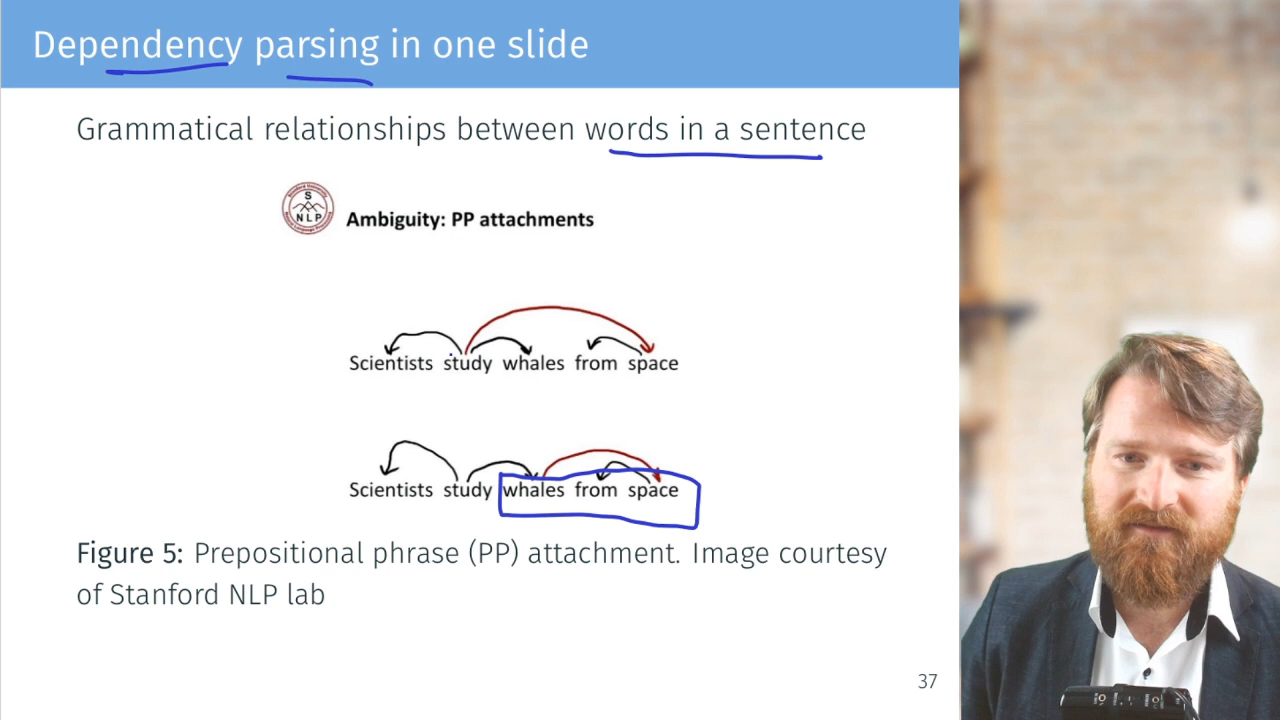 Dependency parsing in one slide
Grammatical relationships between words in a sentence
S
NLP
Ambiguity: PP attachments
Scientists study whales from space
Scientists study whales from space
Figure 5: Prepositional phrase (PP) attachment. Image courtesy
of Stanford NLP lab
37